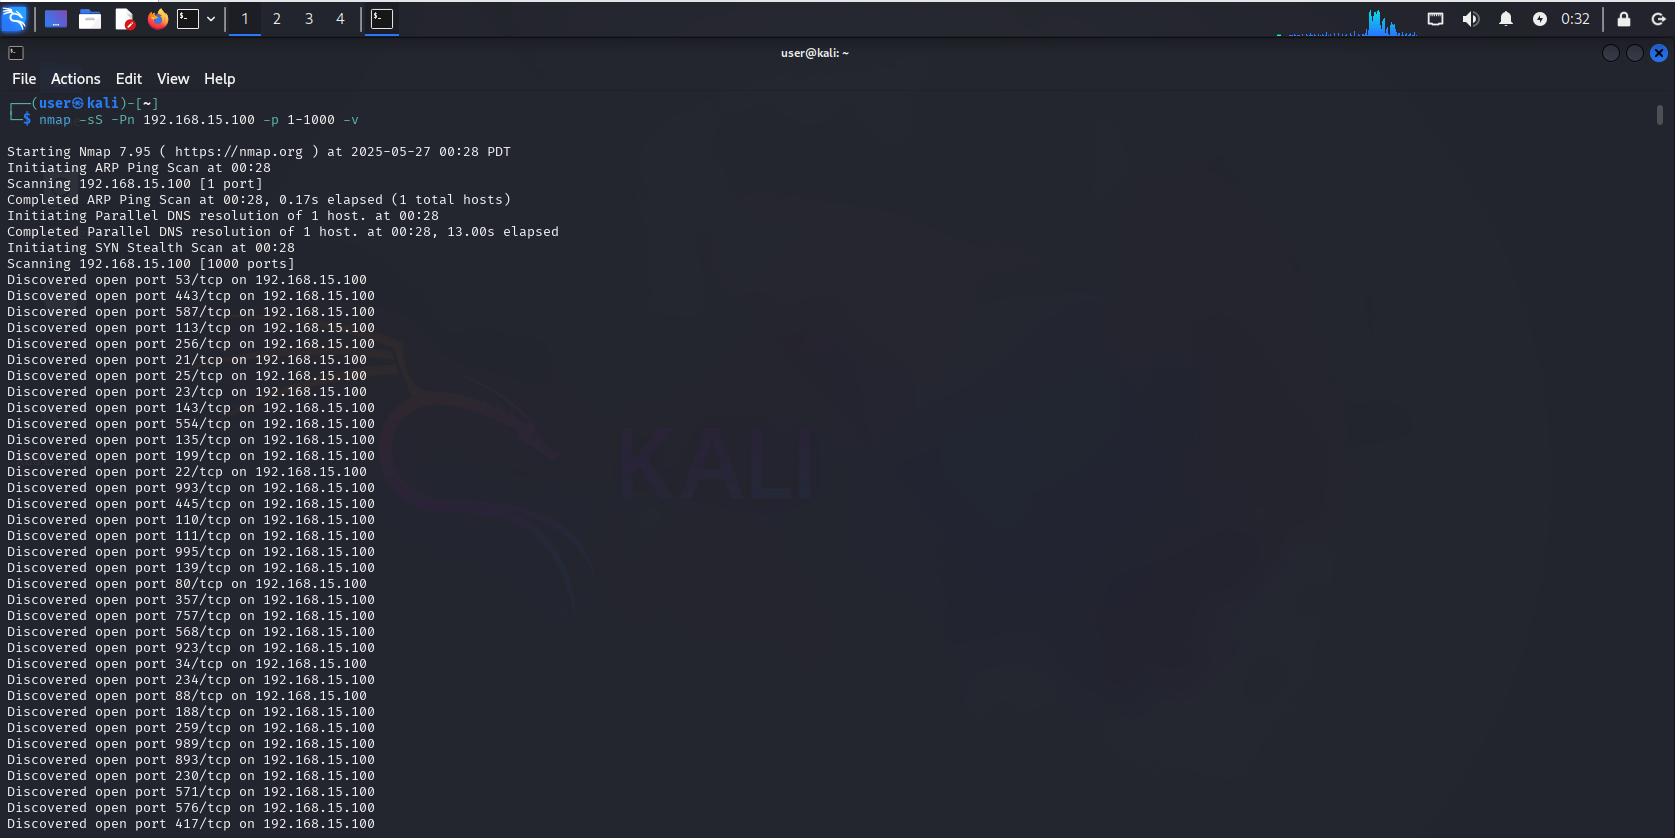 1 2 3 4 0:32
user@kali: ~
File Actions Edit View Help
┌──(user㉿kali)-[~]
└─$ nmap -sS -Pn 192.168.15.100 -p 1-1000 -v
Starting Nmap 7.95 ( https://nmap.org ) at 2025-05-27 00:28 PDT
Initiating ARP Ping Scan at 00:28
Scanning 192.168.15.100 [1 port]
Completed ARP Ping Scan at 00:28, 0.17s elapsed (1 total hosts)
Initiating Parallel DNS resolution of 1 host. at 00:28
Completed Parallel DNS resolution of 1 host. at 00:28, 13.00s elapsed
Initiating SYN Stealth Scan at 00:28
Scanning 192.168.15.100 [1000 ports]
Discovered open port 53/tcp on 192.168.15.100
Discovered open port 443/tcp on 192.168.15.100
Discovered open port 587/tcp on 192.168.15.100
Discovered open port 113/tcp on 192.168.15.100
Discovered open port 256/tcp on 192.168.15.100
Discovered open port 21/tcp on 192.168.15.100
Discovered open port 25/tcp on 192.168.15.100
Discovered open port 23/tcp on 192.168.15.100
Discovered open port 143/tcp on 192.168.15.100
Discovered open port 554/tcp on 192.168.15.100
Discovered open port 135/tcp on 192.168.15.100
Discovered open port 199/tcp on 192.168.15.100
Discovered open port 22/tcp on 192.168.15.100
Discovered open port 993/tcp on 192.168.15.100
Discovered open port 445/tcp on 192.168.15.100
Discovered open port 110/tcp on 192.168.15.100
Discovered open port 111/tcp on 192.168.15.100
Discovered open port 995/tcp on 192.168.15.100
Discovered open port 139/tcp on 192.168.15.100
Discovered open port 80/tcp on 192.168.15.100
Discovered open port 357/tcp on 192.168.15.100
Discovered open port 757/tcp on 192.168.15.100
Discovered open port 568/tcp on 192.168.15.100
Discovered open port 923/tcp on 192.168.15.100
Discovered open port 34/tcp on 192.168.15.100
Discovered open port 234/tcp on 192.168.15.100
Discovered open port 88/tcp on 192.168.15.100
Discovered open port 188/tcp on 192.168.15.100
Discovered open port 259/tcp on 192.168.15.100
Discovered open port 989/tcp on 192.168.15.100
Discovered open port 893/tcp on 192.168.15.100
Discovered open port 230/tcp on 192.168.15.100
Discovered open port 571/tcp on 192.168.15.100
Discovered open port 576/tcp on 192.168.15.100
Discovered open port 417/tcp on 192.168.15.100
KALI